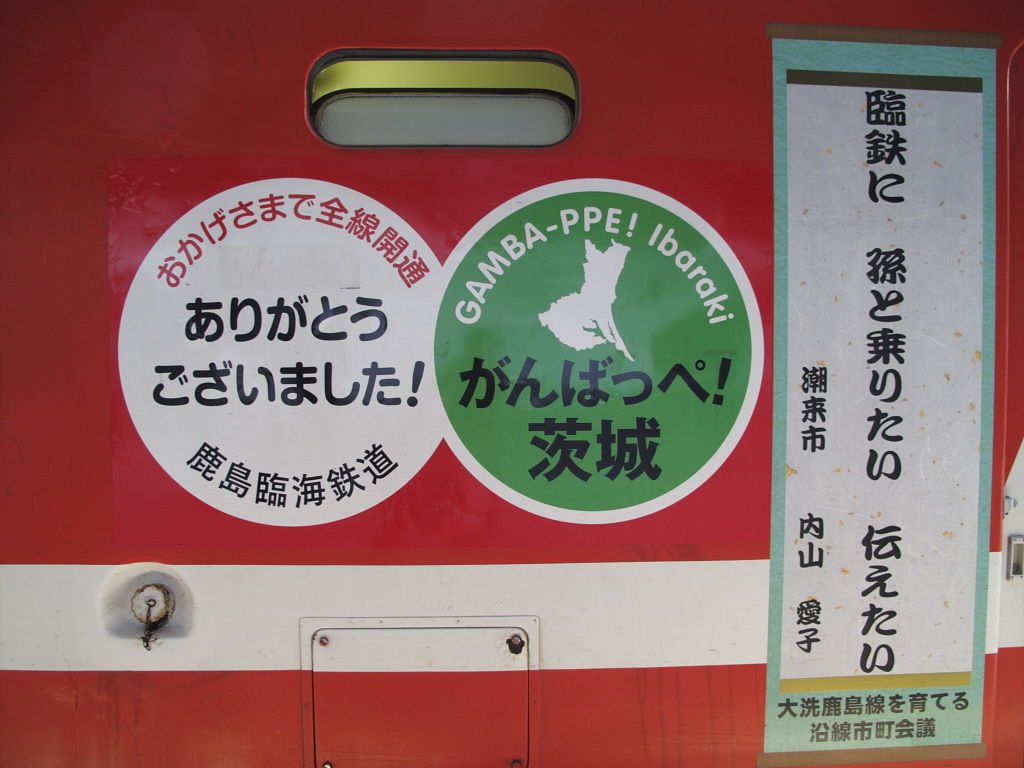 おかげさまで全線開通
ありがとう
ございました!
鹿島臨海鉄道
GAMBA-PPE! Ibaraki
がんばっぺ!
茨城
臨鉄に 孫と乗りたい 伝えたい
潮来市 内山 愛子
大洗鹿島線を育てる
沿線市町会議